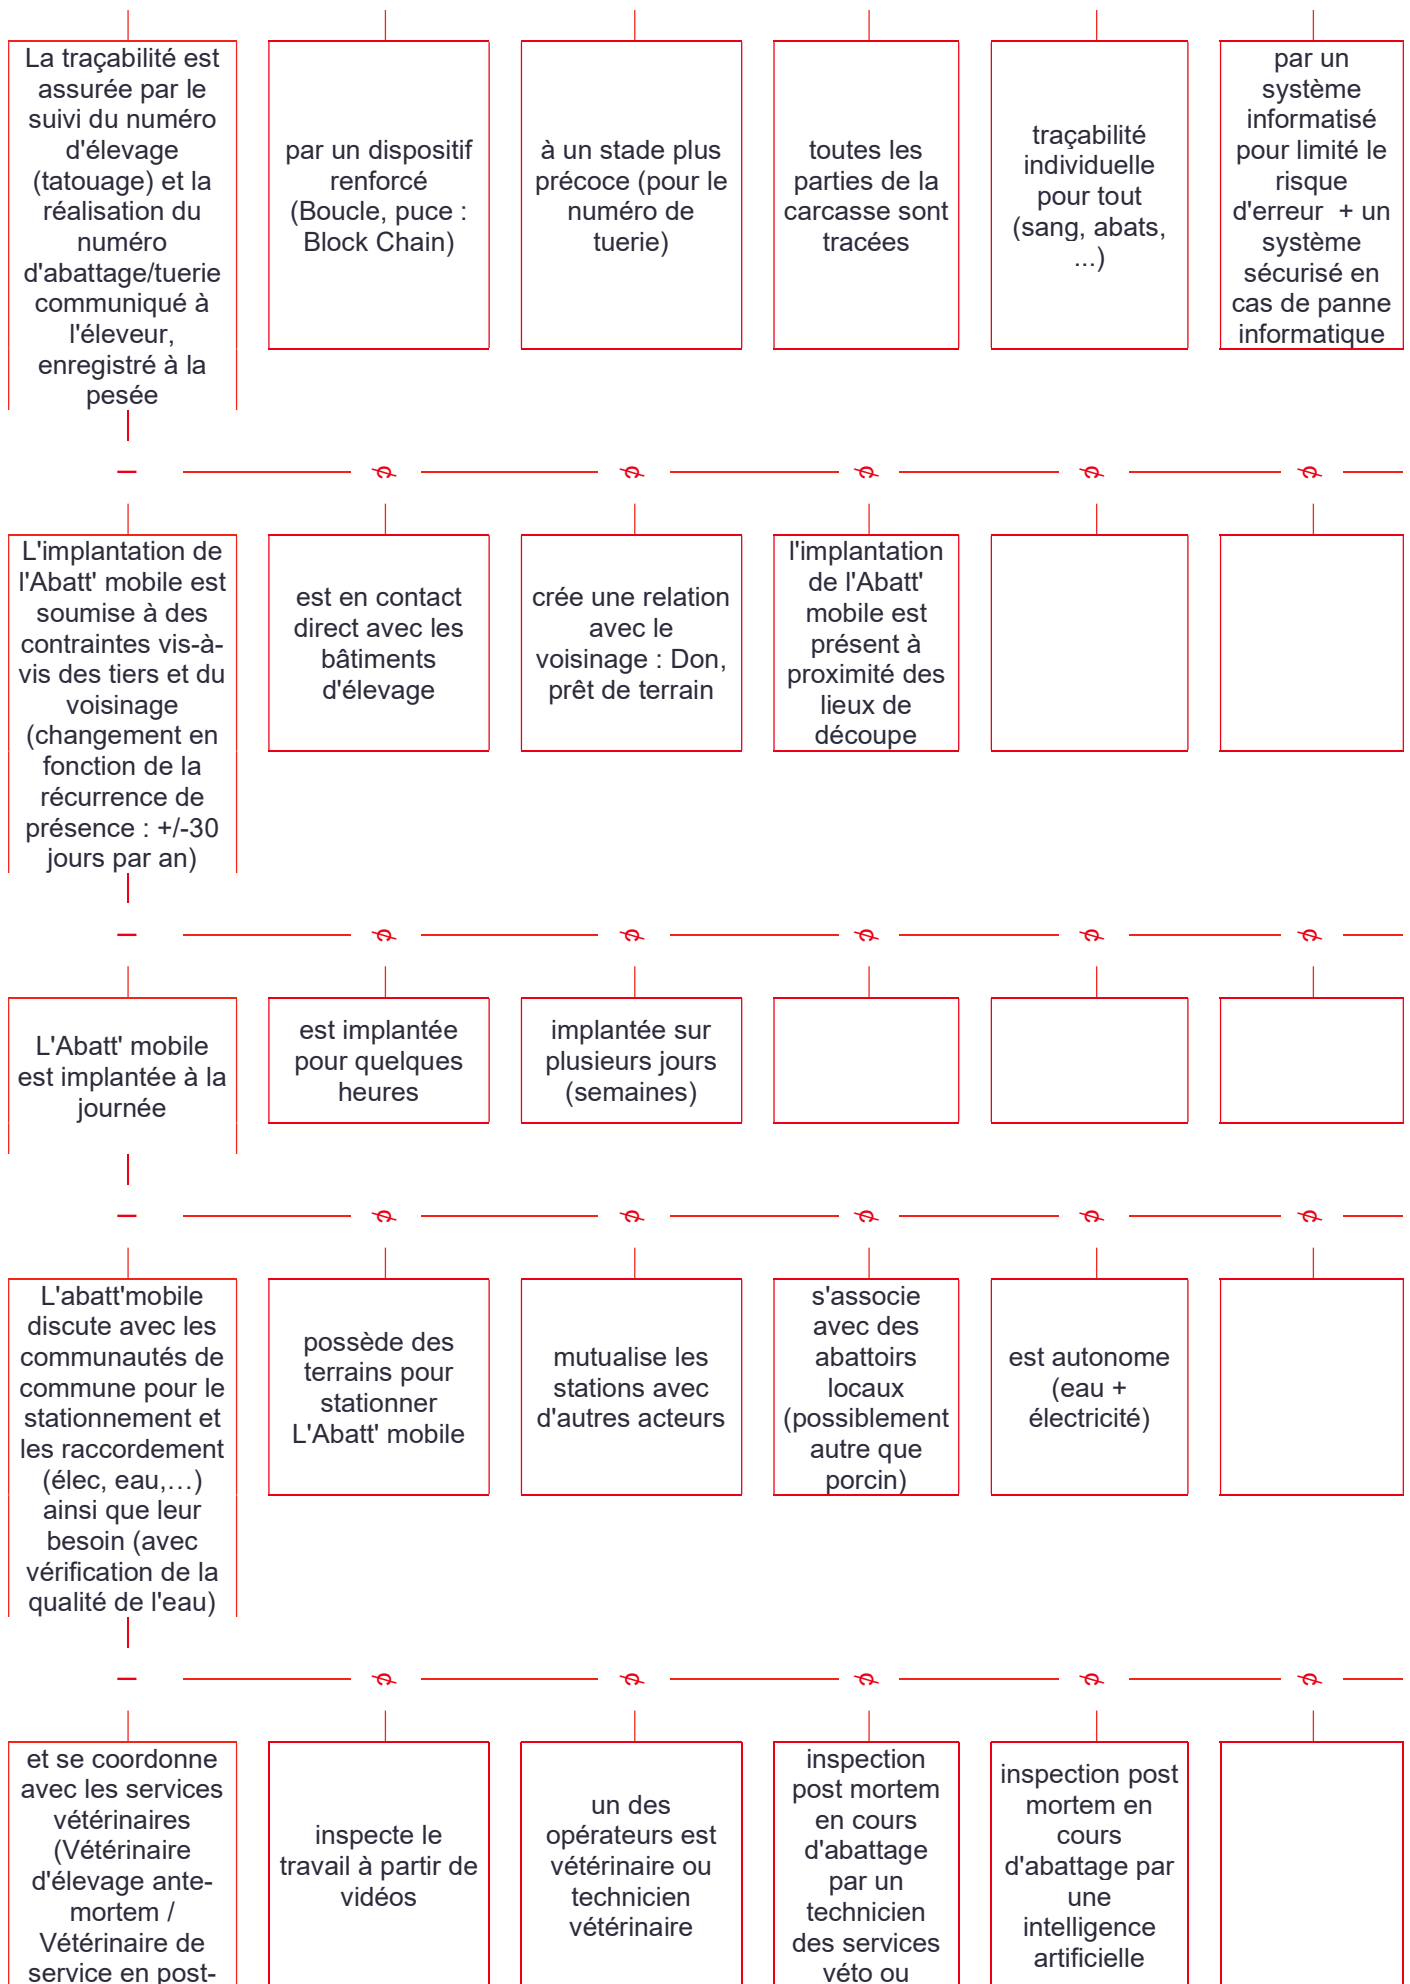 La traçabilité est
assurée par le
suivi du numéro
d'élevage
(tatouage) et la
réalisation du
numéro
d'abattage/tuerie
communiqué à
l'éleveur,
enregistré à la
pesée
par un dispositif
renforcé
(Boucle, puce :
Block Chain)
à un stade plus
précoce (pour le
numéro de
tuerie)
toutes les
parties de la
carcasse sont
tracées
traçabilité
individuelle
pour tout
(sang, abats,
...)
par un
système
informatisé
pour limité le
risque
d'erreur + un
système
sécurisé en
cas de panne
informatique
L'implantation de
l'Abatt' mobile est
soumise à des
contraintes vis-à-
vis des tiers et du
voisinage
(changement en
fonction de la
récurrence de
présence : +/-30
jours par an)
est en contact
direct avec les
bâtiments
d'élevage
crée une relation
avec le
voisinage : Don,
prêt de terrain
l'implantation
de l'Abatt'
mobile est
présent à
proximité des
lieux de
découpe
L'Abatt' mobile
est implantée à la
journée
est implantée
pour quelques
heures
implantée sur
plusieurs jours
(semaines)
L'abatt'mobile
discute avec les
communautés de
commune pour le
stationnement et
les raccordement
(élec, eau,…)
ainsi que leur
besoin (avec
vérification de la
qualité de l'eau)
possède des
terrains pour
stationner
L'Abatt' mobile
mutualise les
stations avec
d'autres acteurs
s'associe
avec des
abattoirs
locaux
(possiblement
autre que
porcin)
est autonome
(eau +
électricité)
et se coordonne
avec les services
vétérinaires
(Vétérinaire
d'élevage ante-
mortem /
Vétérinaire de
service en post-
inspecte le
travail à partir de
vidéos
un des
opérateurs est
vétérinaire ou
technicien
vétérinaire
inspection
post mortem
en cours
d'abattage
par un
technicien
des services
véto ou
inspection post
mortem en
cours
d'abattage par
une
intelligence
artificielle